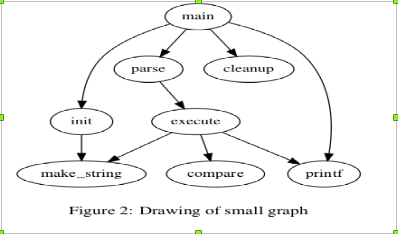 main
parse
cleanup
init
execute
make_string
compare
printf
Figure 2: Drawing of small graph